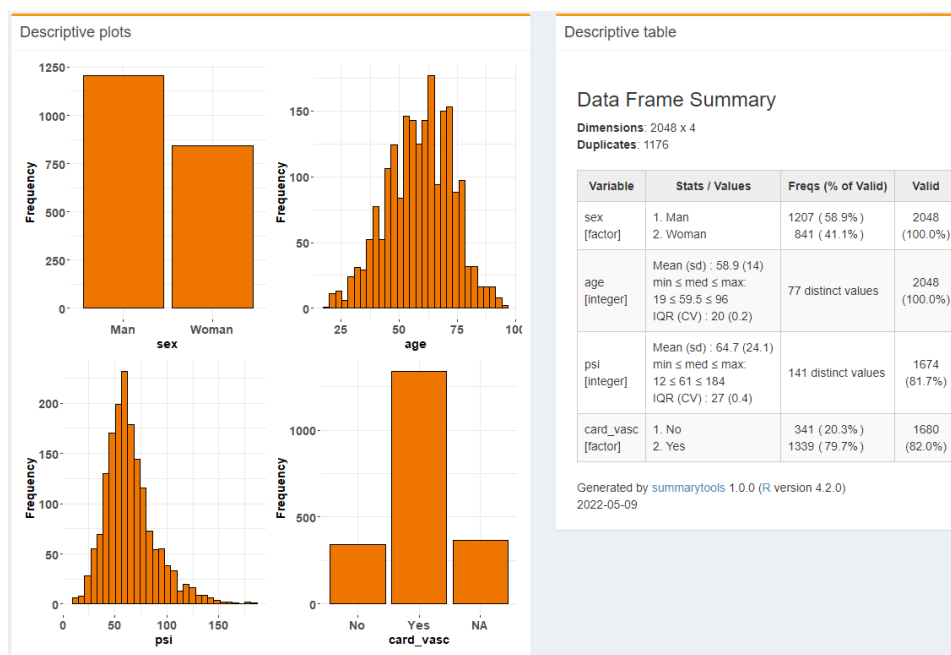 Descriptive plots
1250
1000
750
500
250
0
Frequency
Man
Woman
sex
150
100
50
0
Frequency
25
50
75
100
age
200
150
100
50
0
Frequency
0
50
100
150
psi
1000
500
0
Frequency
No
Yes
NA
card_vasc
Descriptive table
Data Frame Summary
Dimensions: 2048 x 4
Duplicates: 1176
Variable Stats / Values Freqs (% of Valid) Valid
sex 1. Man 1207 ( 58.9% ) 2048
[factor] 2. Woman 841 ( 41.1% ) (100.0%)
Mean (sd) : 58.9 (14)
age min ≤ med ≤ max: 77 distinct values 2048
[integer] 19 ≤ 59.5 ≤ 96 (100.0%)
IQR (CV) : 20 (0.2)
Mean (sd) : 64.7 (24.1)
psi min ≤ med ≤ max: 141 distinct values 1674
[integer] 12 ≤ 61 ≤ 184 (81.7%)
IQR (CV) : 27 (0.4)
card_vasc 1. No 341 ( 20.3% ) 1680
[factor] 2. Yes 1339 ( 79.7% ) (82.0%)
Generated by summarytools 1.0.0 (R version 4.2.0)
2022-05-09